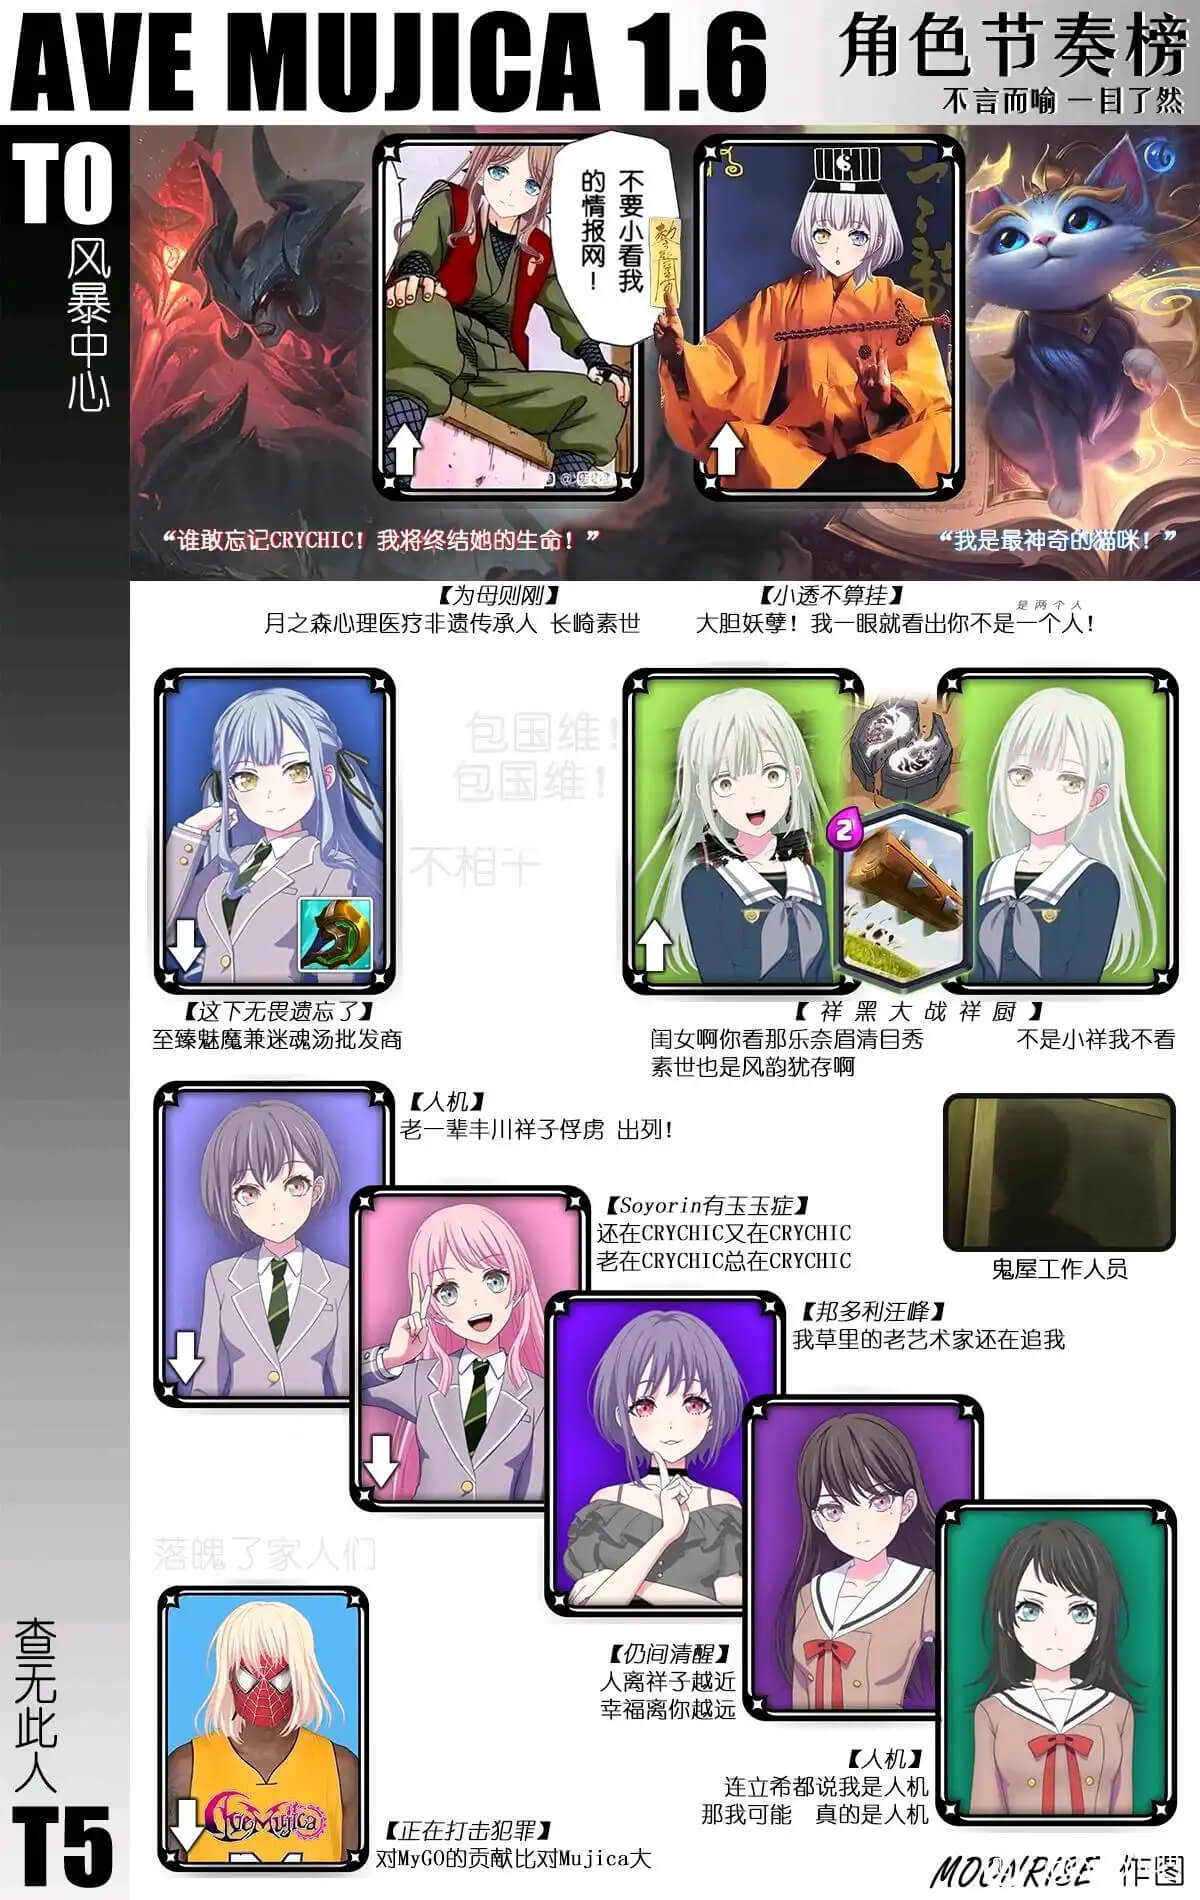 AVE MUJICA 1.6
角色节奏榜
不言而喻 一目了然
T0
风暴中心
不要小看我
的情报网！
“谁敢忘记CRYCHIC！我将终结她的生命！”
“我是最神奇的猫咪！”
【为母则刚】
月之森心理医疗非遗传承人 长崎素世
【小透不算挂】
是两个人
大胆妖孽！我一眼就看出你不是一个人！
包国维！
包国维！
不相干
2
【这下无畏遗忘了】
至臻魅魔兼迷魂汤批发商
【祥黑大战祥厨】
闺女啊你看那乐奈眉清目秀
素世也是风韵犹存啊
不是小祥我不看
【人机】
老一辈丰川祥子俘虏 出列！
【Soyorin有玉玉症】
还在CRYCHIC又在CRYCHIC
老在CRYCHIC总在CRYCHIC
鬼屋工作人员
【邦多利汪峰】
我草里的老艺术家还在追我
落魄了家人们
【仍间清醒】
人离祥子越近
幸福离你越远
【人机】
连立希都说我是人机
那我可能 真的是人机
查无此人
T5
AveMujica
【正在打击犯罪】
对MyGO的贡献比对Mujica大
MOONRISE 作图